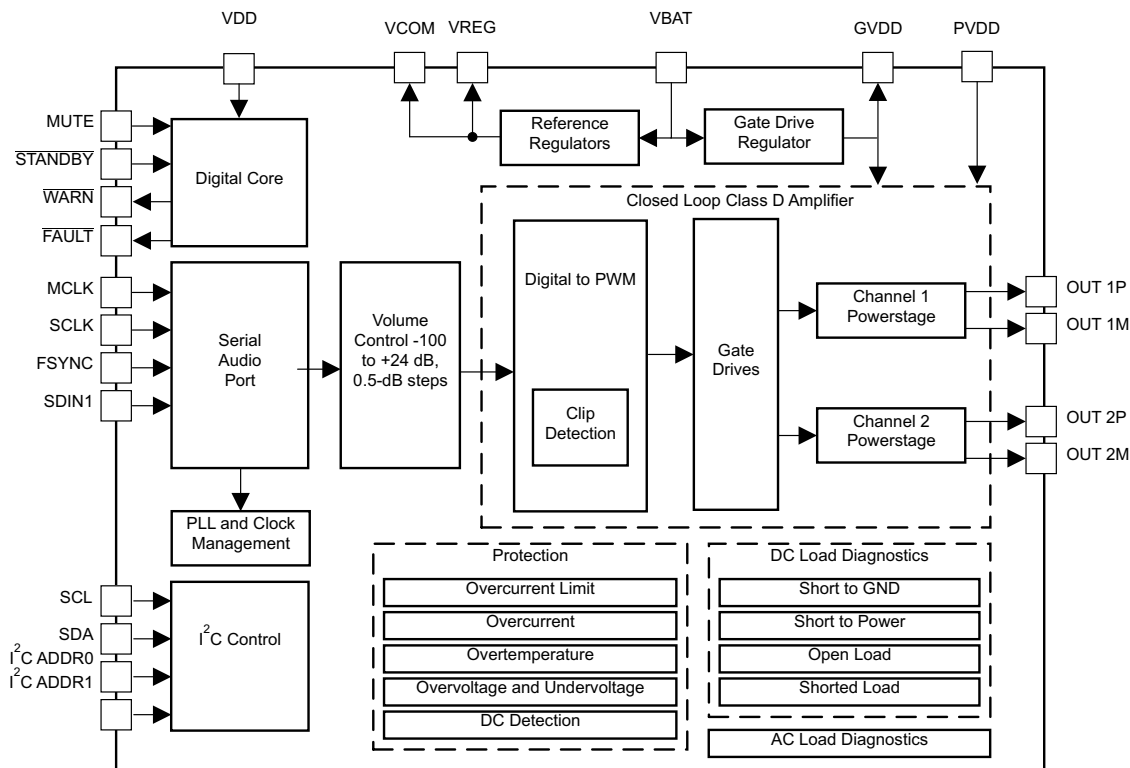 VDD
VCOM
VREG
VBAT
GVDD
PVDD
MUTE
STANDBY
WARN
FAULT
MCLK
SCLK
FSYNC
SDIN1
SCL
SDA
I²C ADDR0
I²C ADDR1
Digital Core
Reference
Regulators
Gate Drive
Regulator
Serial
Audio
Port
Volume
Control -100
to +24 dB,
0.5-dB steps
PLL and Clock
Management
I²C Control
Closed Loop Class D Amplifier
Digital to PWM
Clip
Detection
Gate
Drives
Channel 1
Powerstage
Channel 2
Powerstage
OUT 1P
OUT 1M
OUT 2P
OUT 2M
Protection
Overcurrent Limit
Overcurrent
Overtemperature
Overvoltage and Undervoltage
DC Detection
DC Load Diagnostics
Short to GND
Short to Power
Open Load
Shorted Load
AC Load Diagnostics